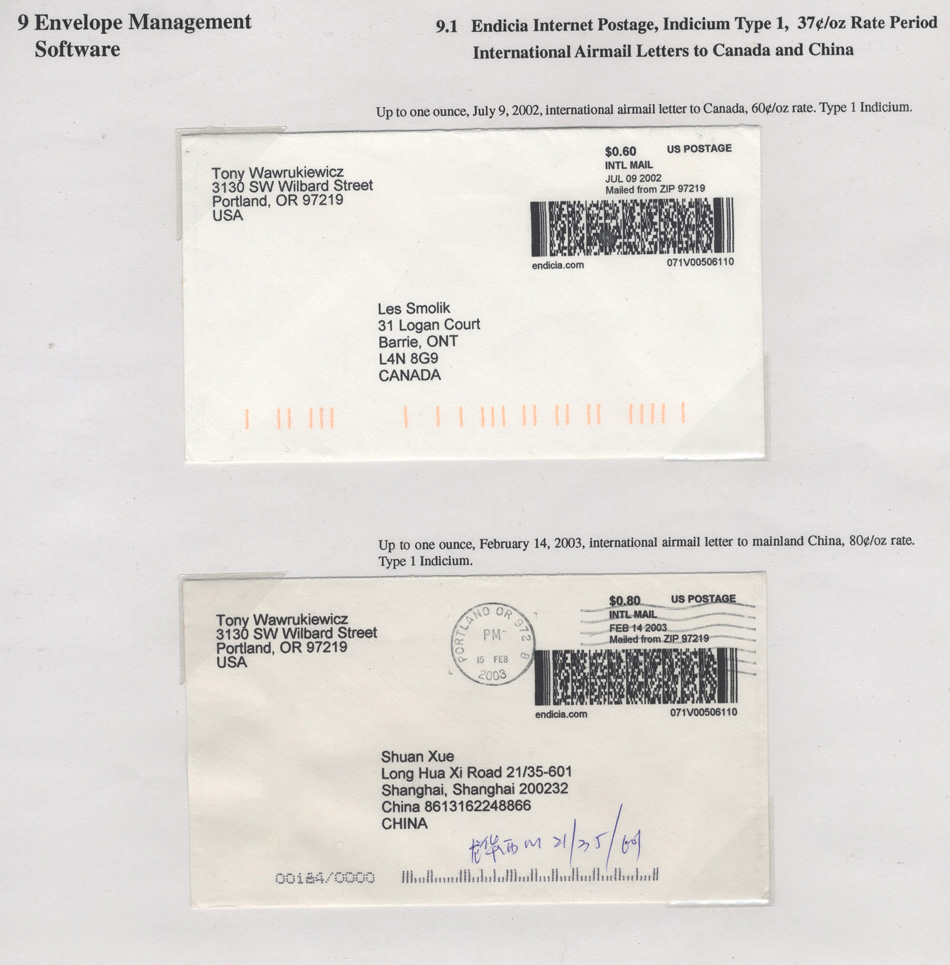 9 Envelope Management
Software
9.1 Endicia Internet Postage, Indicium Type 1, 37¢/oz Rate Period
International Airmail Letters to Canada and China
Up to one ounce, July 9, 2002, international airmail letter to Canada, 60¢/oz rate. Type 1 Indicium.
Tony Wawrukiewicz
3130 SW Wilbard Street
Portland, OR 97219
USA
$0.60 US POSTAGE
INTL MAIL
JUL 09 2002
Mailed from ZIP 97219
endicia.com 071V00506110
Les Smolik
31 Logan Court
Barrie, ONT
L4N 8G9
CANADA
Up to one ounce, February 14, 2003, international airmail letter to mainland China, 80¢/oz rate.
Type 1 Indicium.
Tony Wawrukiewicz
3130 SW Wilbard Street
Portland, OR 97219
USA
PORTLAND OR 972
PM
15 FEB
2003
$0.80 US POSTAGE
INTL MAIL
FEB 14 2003
Mailed from ZIP 97219
endicia.com 071V00506110
Shuan Xue
Long Hua Xi Road 21/35-601
Shanghai, Shanghai 200232
China 8613162248866
CHINA
华西 21/35/601
/0000